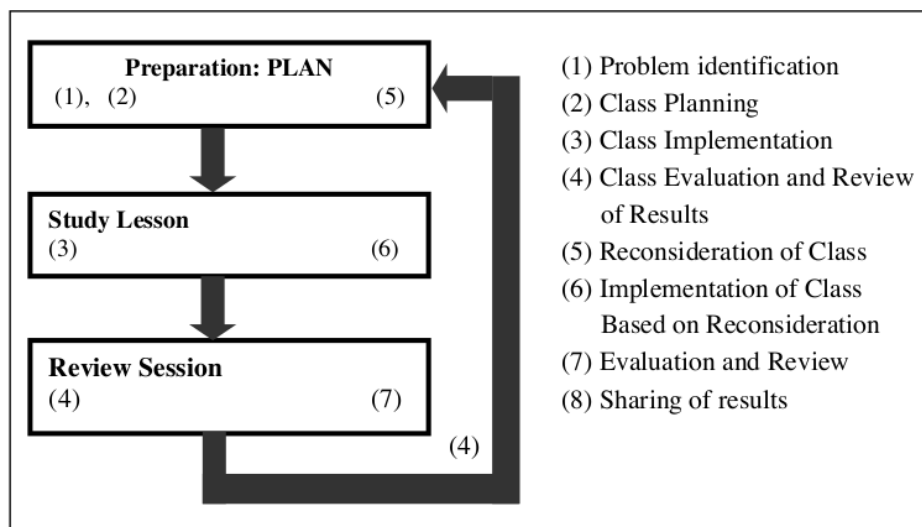 Preparation: PLAN
(1), (2) (5)
Study Lesson
(3) (6)
Review Session
(4) (7)
(4)
(1) Problem identification
(2) Class Planning
(3) Class Implementation
(4) Class Evaluation and Review
of Results
(5) Reconsideration of Class
(6) Implementation of Class
Based on Reconsideration
(7) Evaluation and Review
(8) Sharing of results